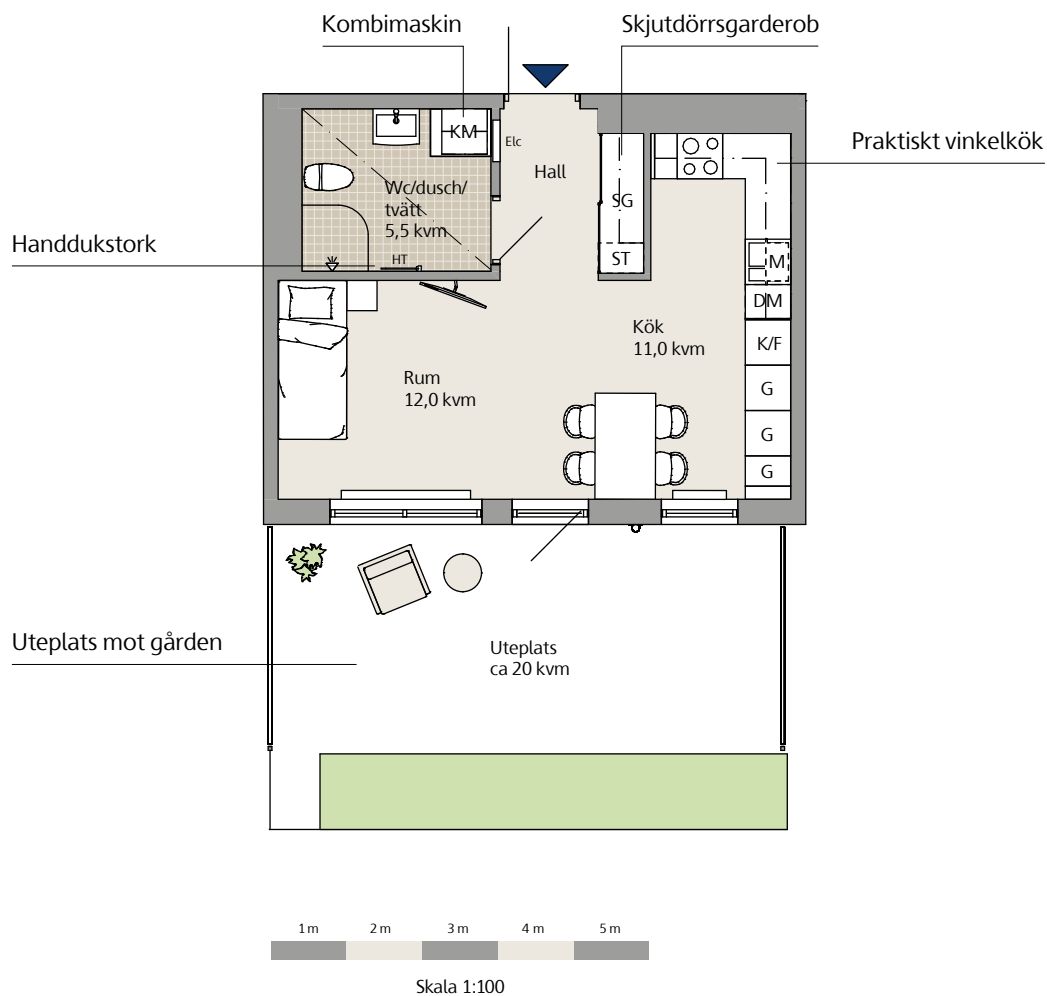 Kombimaskin
Skjutdörrsgarderob
KM
Elc
Praktiskt vinkelkök
Hall
Wc/dusch/
tvätt
5,5 kvm
SG
Handdukstork
HT
ST
M
DM
Kök
11,0 kvm
K/F
Rum
12,0 kvm
G
G
G
Uteplats mot gården
Uteplats
ca 20 kvm
1 m
2 m
3 m
4 m
5 m
Skala 1:100